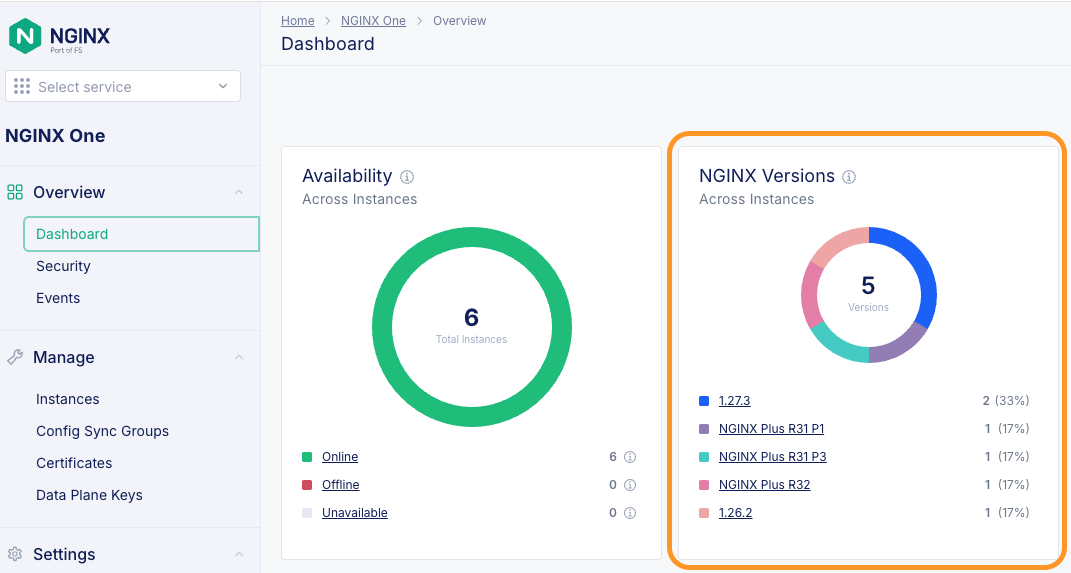 NGINX
Part of F5
Select service
NGINX One
Overview
Dashboard
Security
Events
Manage
Instances
Config Sync Groups
Certificates
Data Plane Keys
Settings
Home > NGINX One > Overview
Dashboard
Availability
Across Instances
6
Total Instances
Online 6
Offline 0
Unavailable 0
NGINX Versions
Across Instances
5
Versions
1.27.3 2 (33%)
NGINX Plus R31 P1 1 (17%)
NGINX Plus R31 P3 1 (17%)
NGINX Plus R32 1 (17%)
1.26.2 1 (17%)